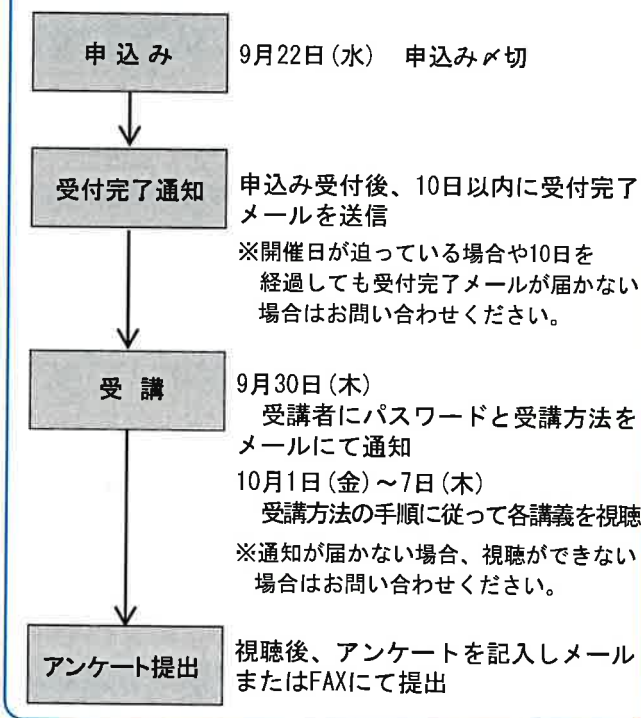 申込み
9月22日(水) 申込み〆切
受付完了通知
申込み受付後、10日以内に受付完了
メールを送信
※開催日が迫っている場合や10日を
経過しても受付完了メールが届かない
場合はお問い合わせください。
受講
9月30日(木)
受講者にパスワードと受講方法を
メールにて通知
10月1日(金)~7日(木)
受講方法の手順に従って各講義を視聴
※通知が届かない場合、視聴ができない
場合はお問い合わせください。
アンケート提出
視聴後、アンケートを記入しメール
またはFAXにて提出